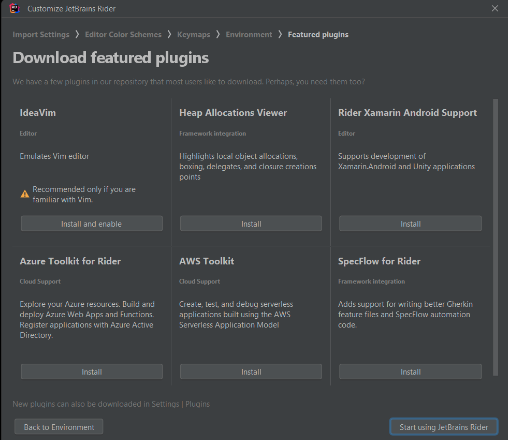 Customize JetBrains Rider
Import Settings > Editor Color Schemes > Keymaps > Environment > Featured plugins
Download featured plugins
We have a few plugins in our repository that most users like to download. Perhaps, you need them too?
IdeaVim
Editor
Emulates Vim editor
Recommended only if you are
familiar with Vim.
Install and enable
Heap Allocations Viewer
Framework integration
Highlights local object allocations,
boxing, delegates, and closure creations
points
Install
Rider Xamarin Android Support
Editor
Supports development of
Xamarin.Android and Unity applications
Install
Azure Toolkit for Rider
Cloud Support
Explore your Azure resources. Build and
deploy Azure Web Apps and Functions.
Register applications with Azure Active
Directory.
Install
AWS Toolkit
Cloud Support
Create, test, and debug serverless
applications built using the AWS
Serverless Application Model
Install
SpecFlow for Rider
Framework integration
Adds support for writing better Gherkin
feature files and SpecFlow automation
code.
Install
New plugins can also be downloaded in Settings | Plugins
Back to Environment
Start using JetBrains Rider